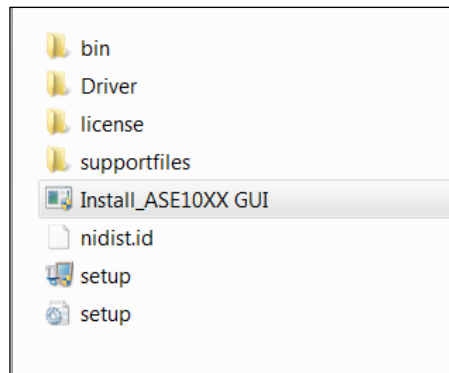 bin
Driver
license
supportfiles
Install_ASE10XX GUI
nidist.id
setup
setup